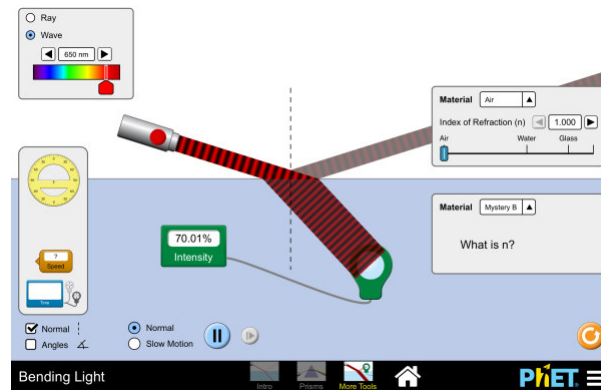 Ray
Wave
650 nm
Material Air
Index of Refraction (n) 1.000
Air Water Glass
Material Mystery B
What is n?
70.01%
Intensity
?
Speed
Time
Normal
Angles
Normal
Slow Motion
Bending Light
Intro
Prisms
More Tools
PhET